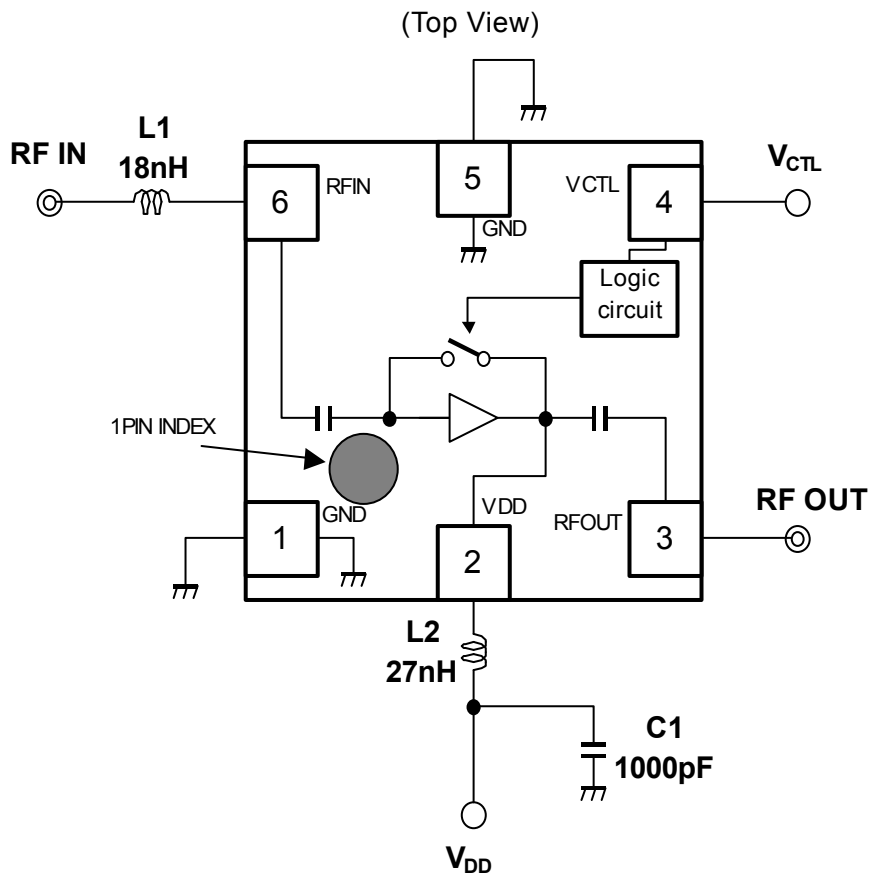 (Top View)
L1
RF IN
18nH
6
RFIN
5
GND
VCTL
4
VCTL
Logic
circuit
1PIN INDEX
GND
1
VDD
2
RFOUT
3
RF OUT
L2
27nH
C1
1000pF
VDD